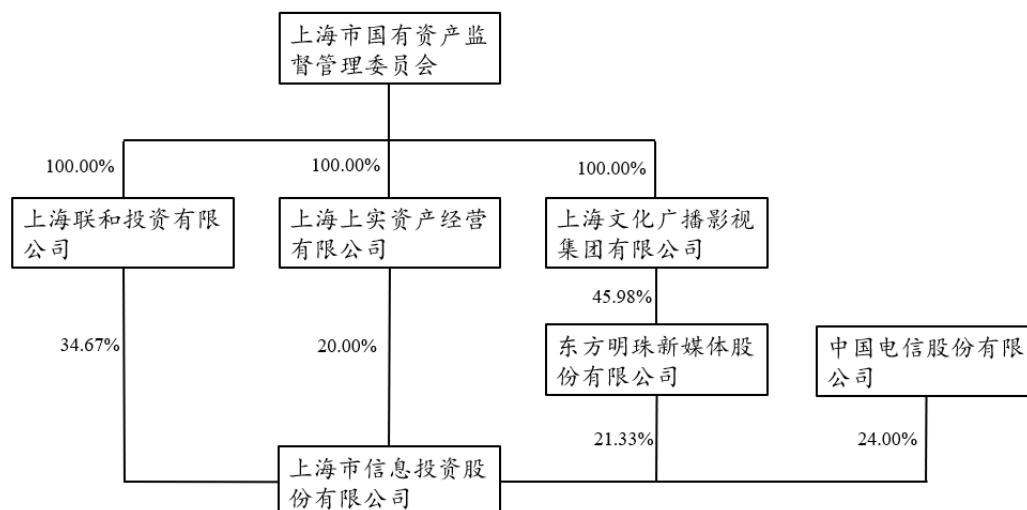 上海市国有资产监
督管理委员会
100.00%
100.00%
100.00%
上海联和投资有限
公司
上海上实资产经营
有限公司
上海文化广播影视
集团有限公司
45.98%
34.67%
20.00%
东方明珠新媒体股
份有限公司
中国电信股份有限
公司
21.33%
24.00%
上海市信息投资股
份有限公司